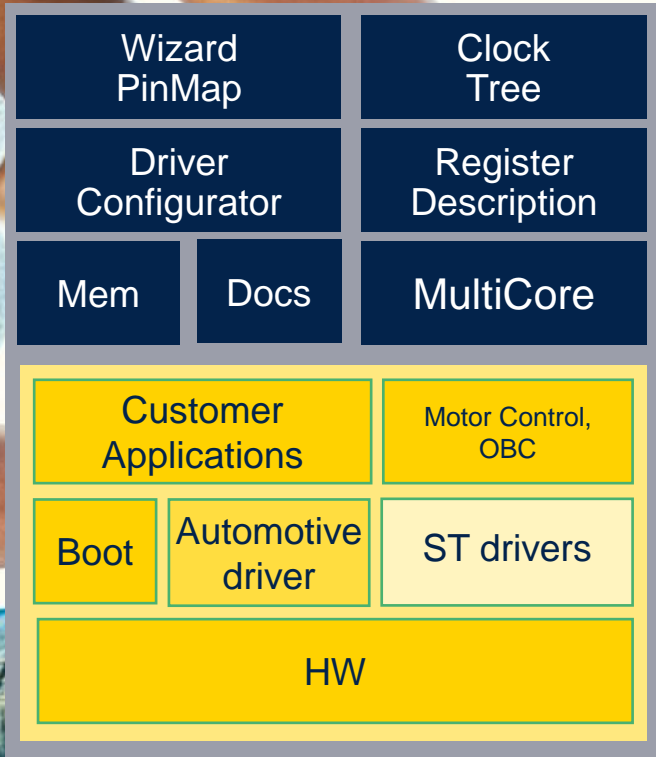 Wizard
PinMap
Clock
Tree
Driver
Configurator
Register
Description
Mem
Docs
MultiCore
Customer
Applications
Motor Control,
OBC
Boot
Automotive
driver
ST drivers
HW